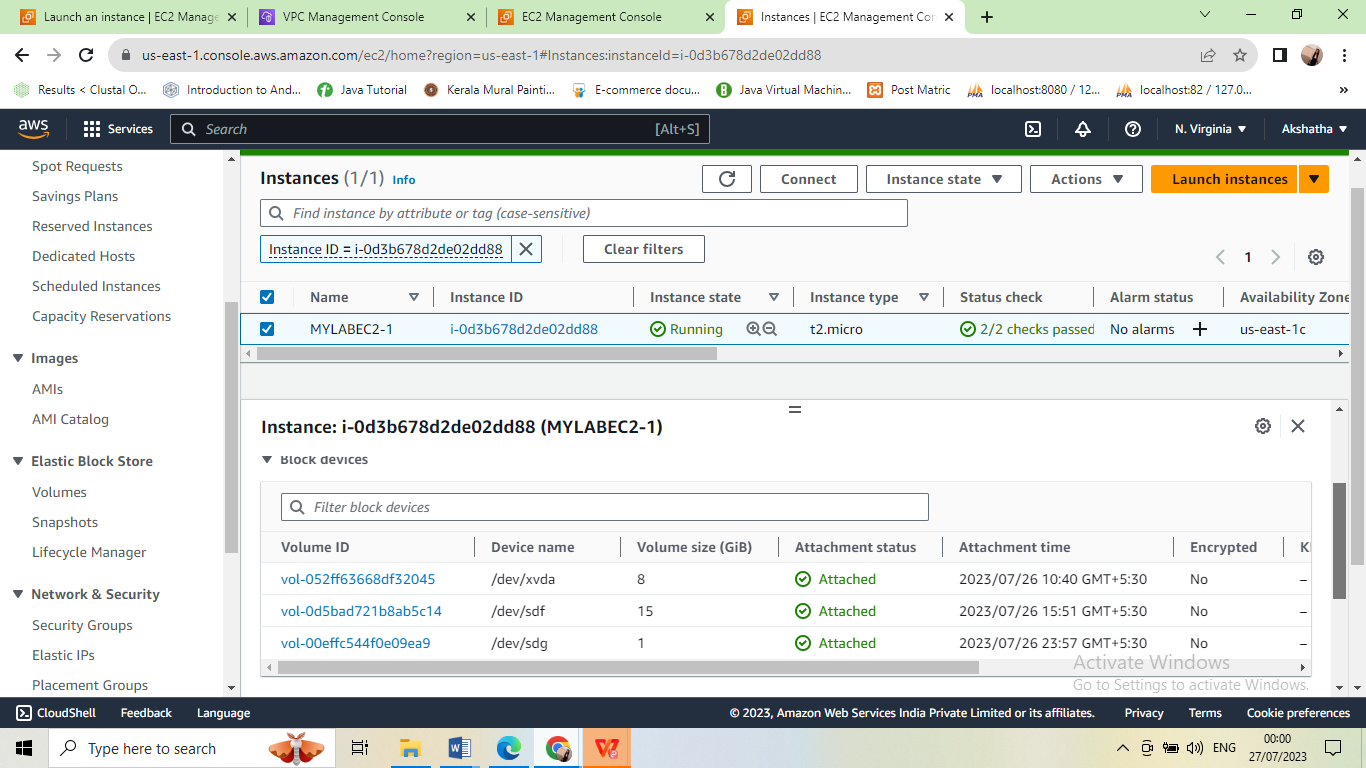 Launch an instance | EC2 Manage
VPC Management Console
EC2 Management Console
Instances | EC2 Management Con
us-east-1.console.aws.amazon.com/ec2/home?region=us-east-1#Instances:instanceId=i-0d3b678d2de02dd88
Results < Clustal O...
Introduction to And...
Java Tutorial
Kerala Mural Painti...
E-commerce docu...
Java Virtual Machin...
Post Matric
localhost:8080 / 12...
localhost:82 / 127.0...
»
aws
Services
Search
[Alt+S]
N. Virginia
Akshatha
Spot Requests
Savings Plans
Reserved Instances
Dedicated Hosts
Scheduled Instances
Capacity Reservations
Images
AMIs
AMI Catalog
Elastic Block Store
Volumes
Snapshots
Lifecycle Manager
Network & Security
Security Groups
Elastic IPs
Placement Groups
Instances (1/1) Info
Connect
Instance state
Actions
Launch instances
Find instance by attribute or tag (case-sensitive)
Instance ID = i-0d3b678d2de02dd88
Clear filters
1
Name Instance ID Instance state Instance type Status check Alarm status Availability Zone
MYLABEC2-1 i-0d3b678d2de02dd88 Running t2.micro 2/2 checks passed No alarms us-east-1c
Instance: i-0d3b678d2de02dd88 (MYLABEC2-1)
Block devices
Filter block devices
Volume ID Device name Volume size (GiB) Attachment status Attachment time Encrypted
vol-052ff63668df32045 /dev/xvda 8 Attached 2023/07/26 10:40 GMT+5:30 No –
vol-0d5bad721b8ab5c14 /dev/sdf 15 Attached 2023/07/26 15:51 GMT+5:30 No –
vol-00effc544f0e09ea9 /dev/sdg 1 Attached 2023/07/26 23:57 GMT+5:30 No –
Activate Windows
Go to Settings to activate Windows.
CloudShell
Feedback
Language
© 2023, Amazon Web Services India Private Limited or its affiliates.
Privacy
Terms
Cookie preferences
Type here to search
ENG
00:00
27/07/2023